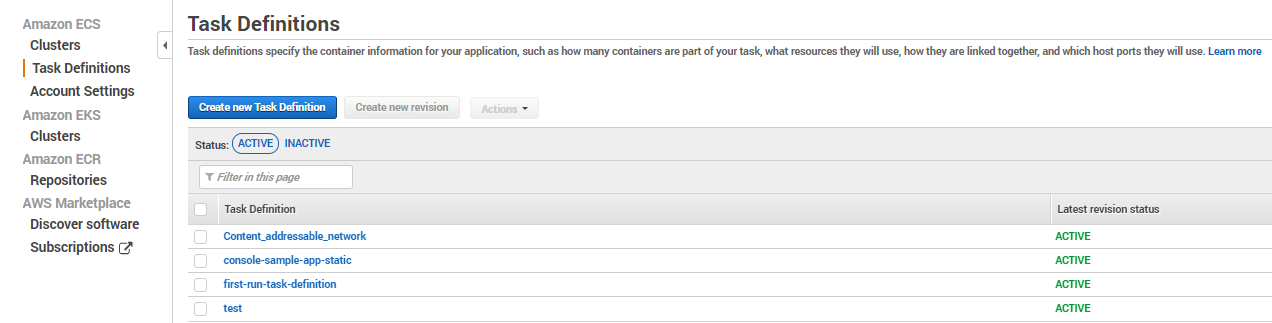 Amazon ECS
Clusters
Task Definitions
Account Settings
Amazon EKS
Clusters
Amazon ECR
Repositories
AWS Marketplace
Discover software
Subscriptions
Task Definitions
Task definitions specify the container information for your application, such as how many containers are part of your task, what resources they will use, how they are linked together, and which host ports they will use. Learn more
Create new Task Definition Create new revision Actions
Status: ACTIVE INACTIVE
Filter in this page
Task Definition Latest revision status
Content_addressable_network ACTIVE
console-sample-app-static ACTIVE
first-run-task-definition ACTIVE
test ACTIVE